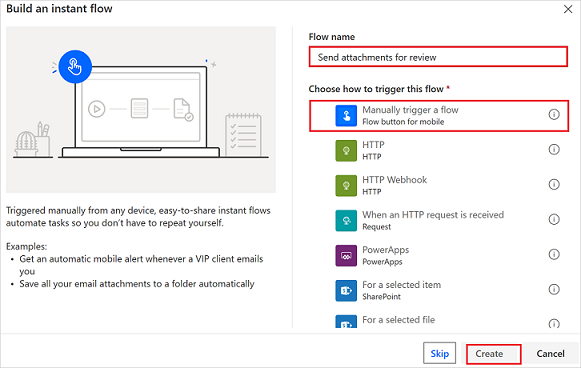 Build an instant flow
Triggered manually from any device, easy-to-share instant flows
automate tasks so you don't have to repeat yourself.
Examples:
• Get an automatic mobile alert whenever a VIP client emails
you
• Save all your email attachments to a folder automatically
Flow name
Send attachments for review
Choose how to trigger this flow *
Manually trigger a flow
Flow button for mobile
HTTP
HTTP
HTTP Webhook
HTTP
When an HTTP request is received
Request
PowerApps
PowerApps
For a selected item
SharePoint
For a selected file
Skip
Create
Cancel